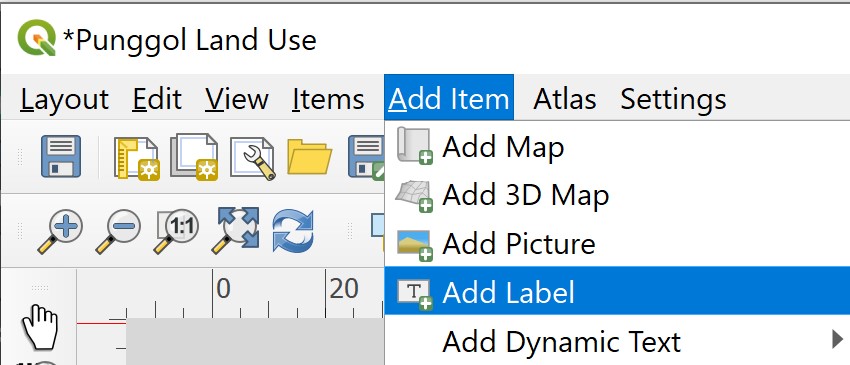 *Punggol Land Use
Layout Edit View Items Add Item Atlas Settings
Add Map
Add 3D Map
Add Picture
1:1
T Add Label
0 20
Add Dynamic Text